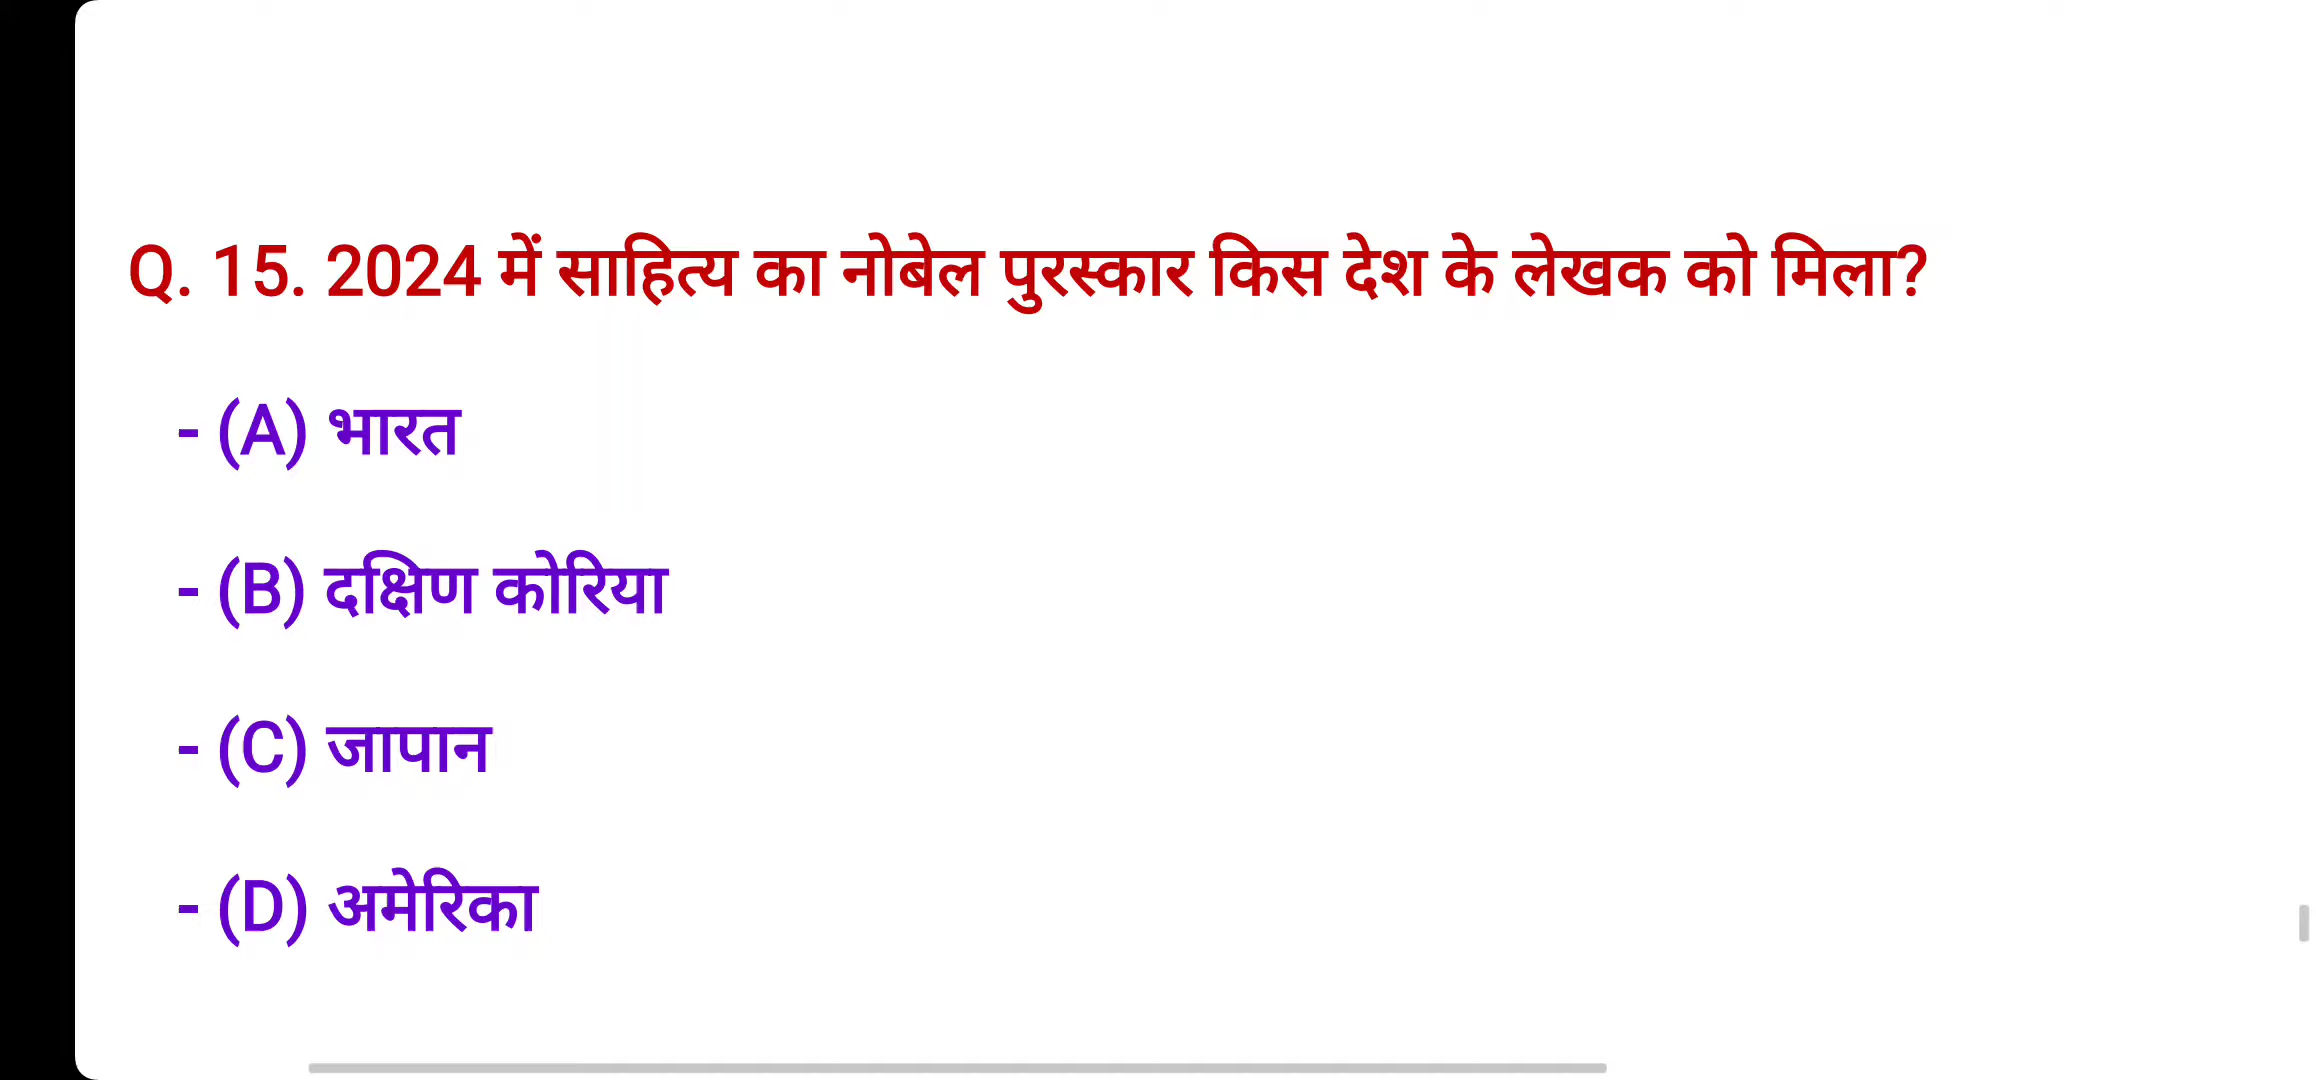 Q. 15. 2024 में साहित्य का नोबेल पुरस्कार किस देश के लेखक को मिला?
- (A) भारत
- (B) दक्षिण कोरिया
- (C) जापान
- (D) अमेरिका